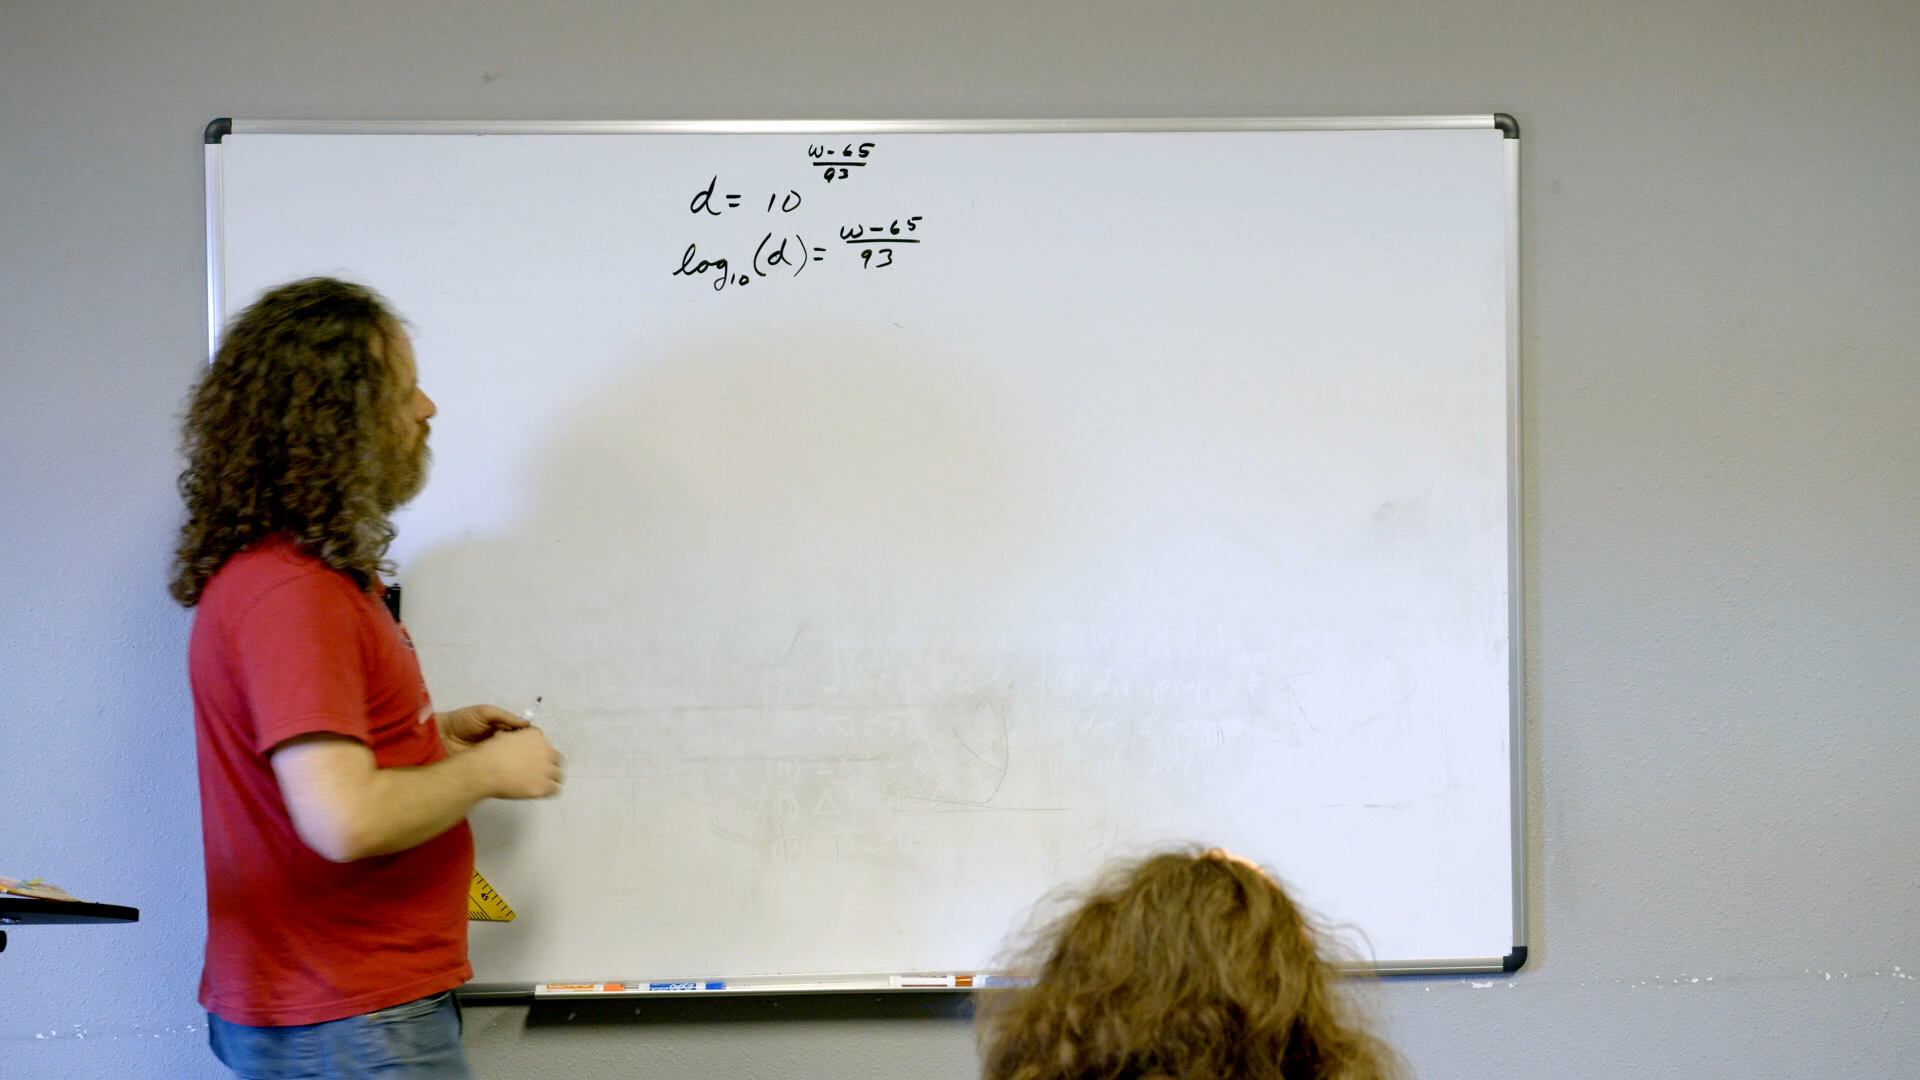 d = 10^((w-65)/93)
log₁₀(d) = (w-65)/93